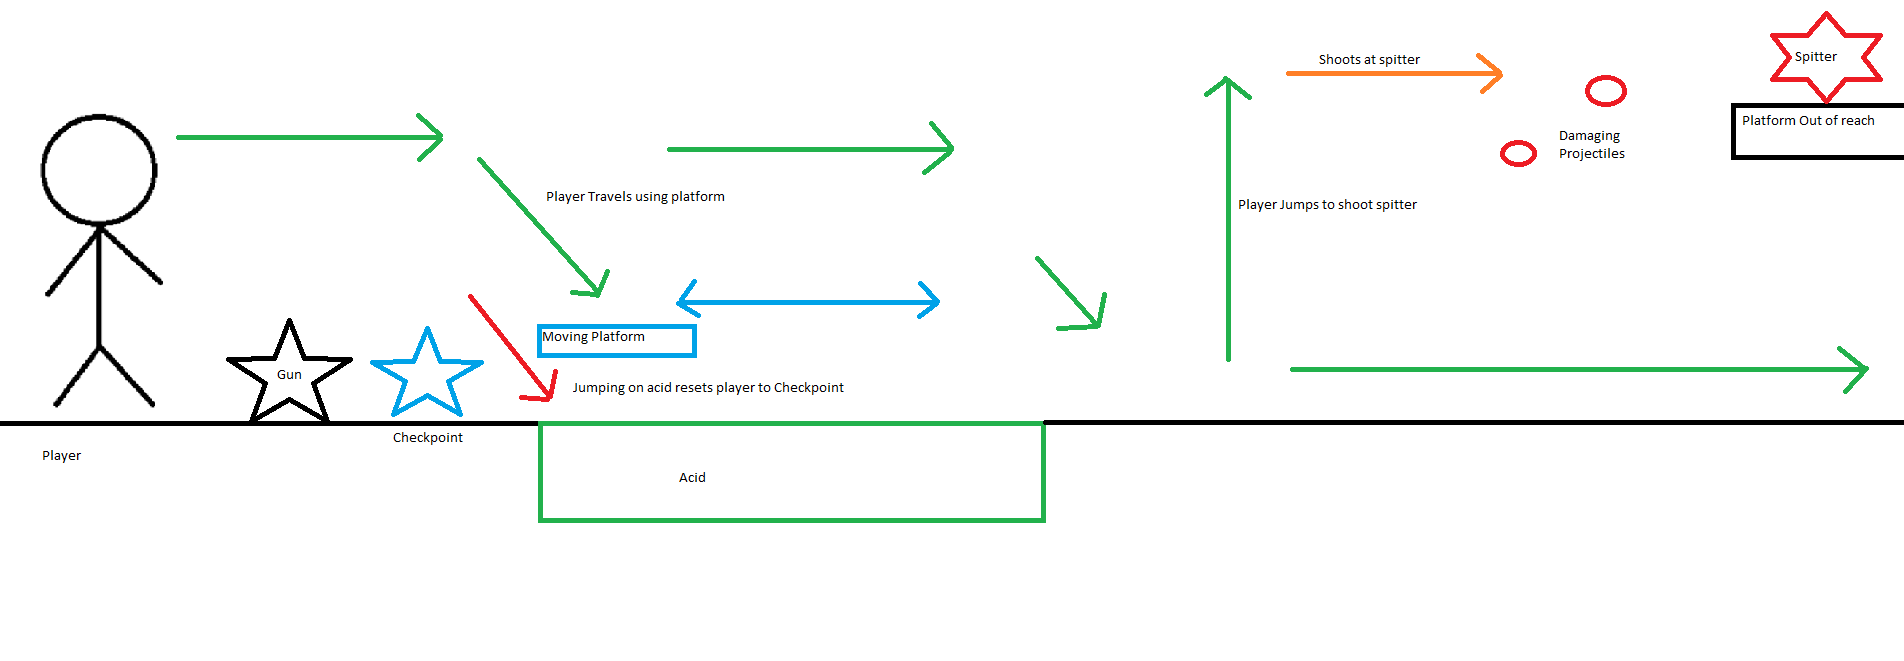 Shoots at spitter
Spitter
Platform Out of reach
Damaging
Projectiles
Player Travels using platform
Player Jumps to shoot spitter
Moving Platform
Gun
Jumping on acid resets player to Checkpoint
Checkpoint
Player
Acid